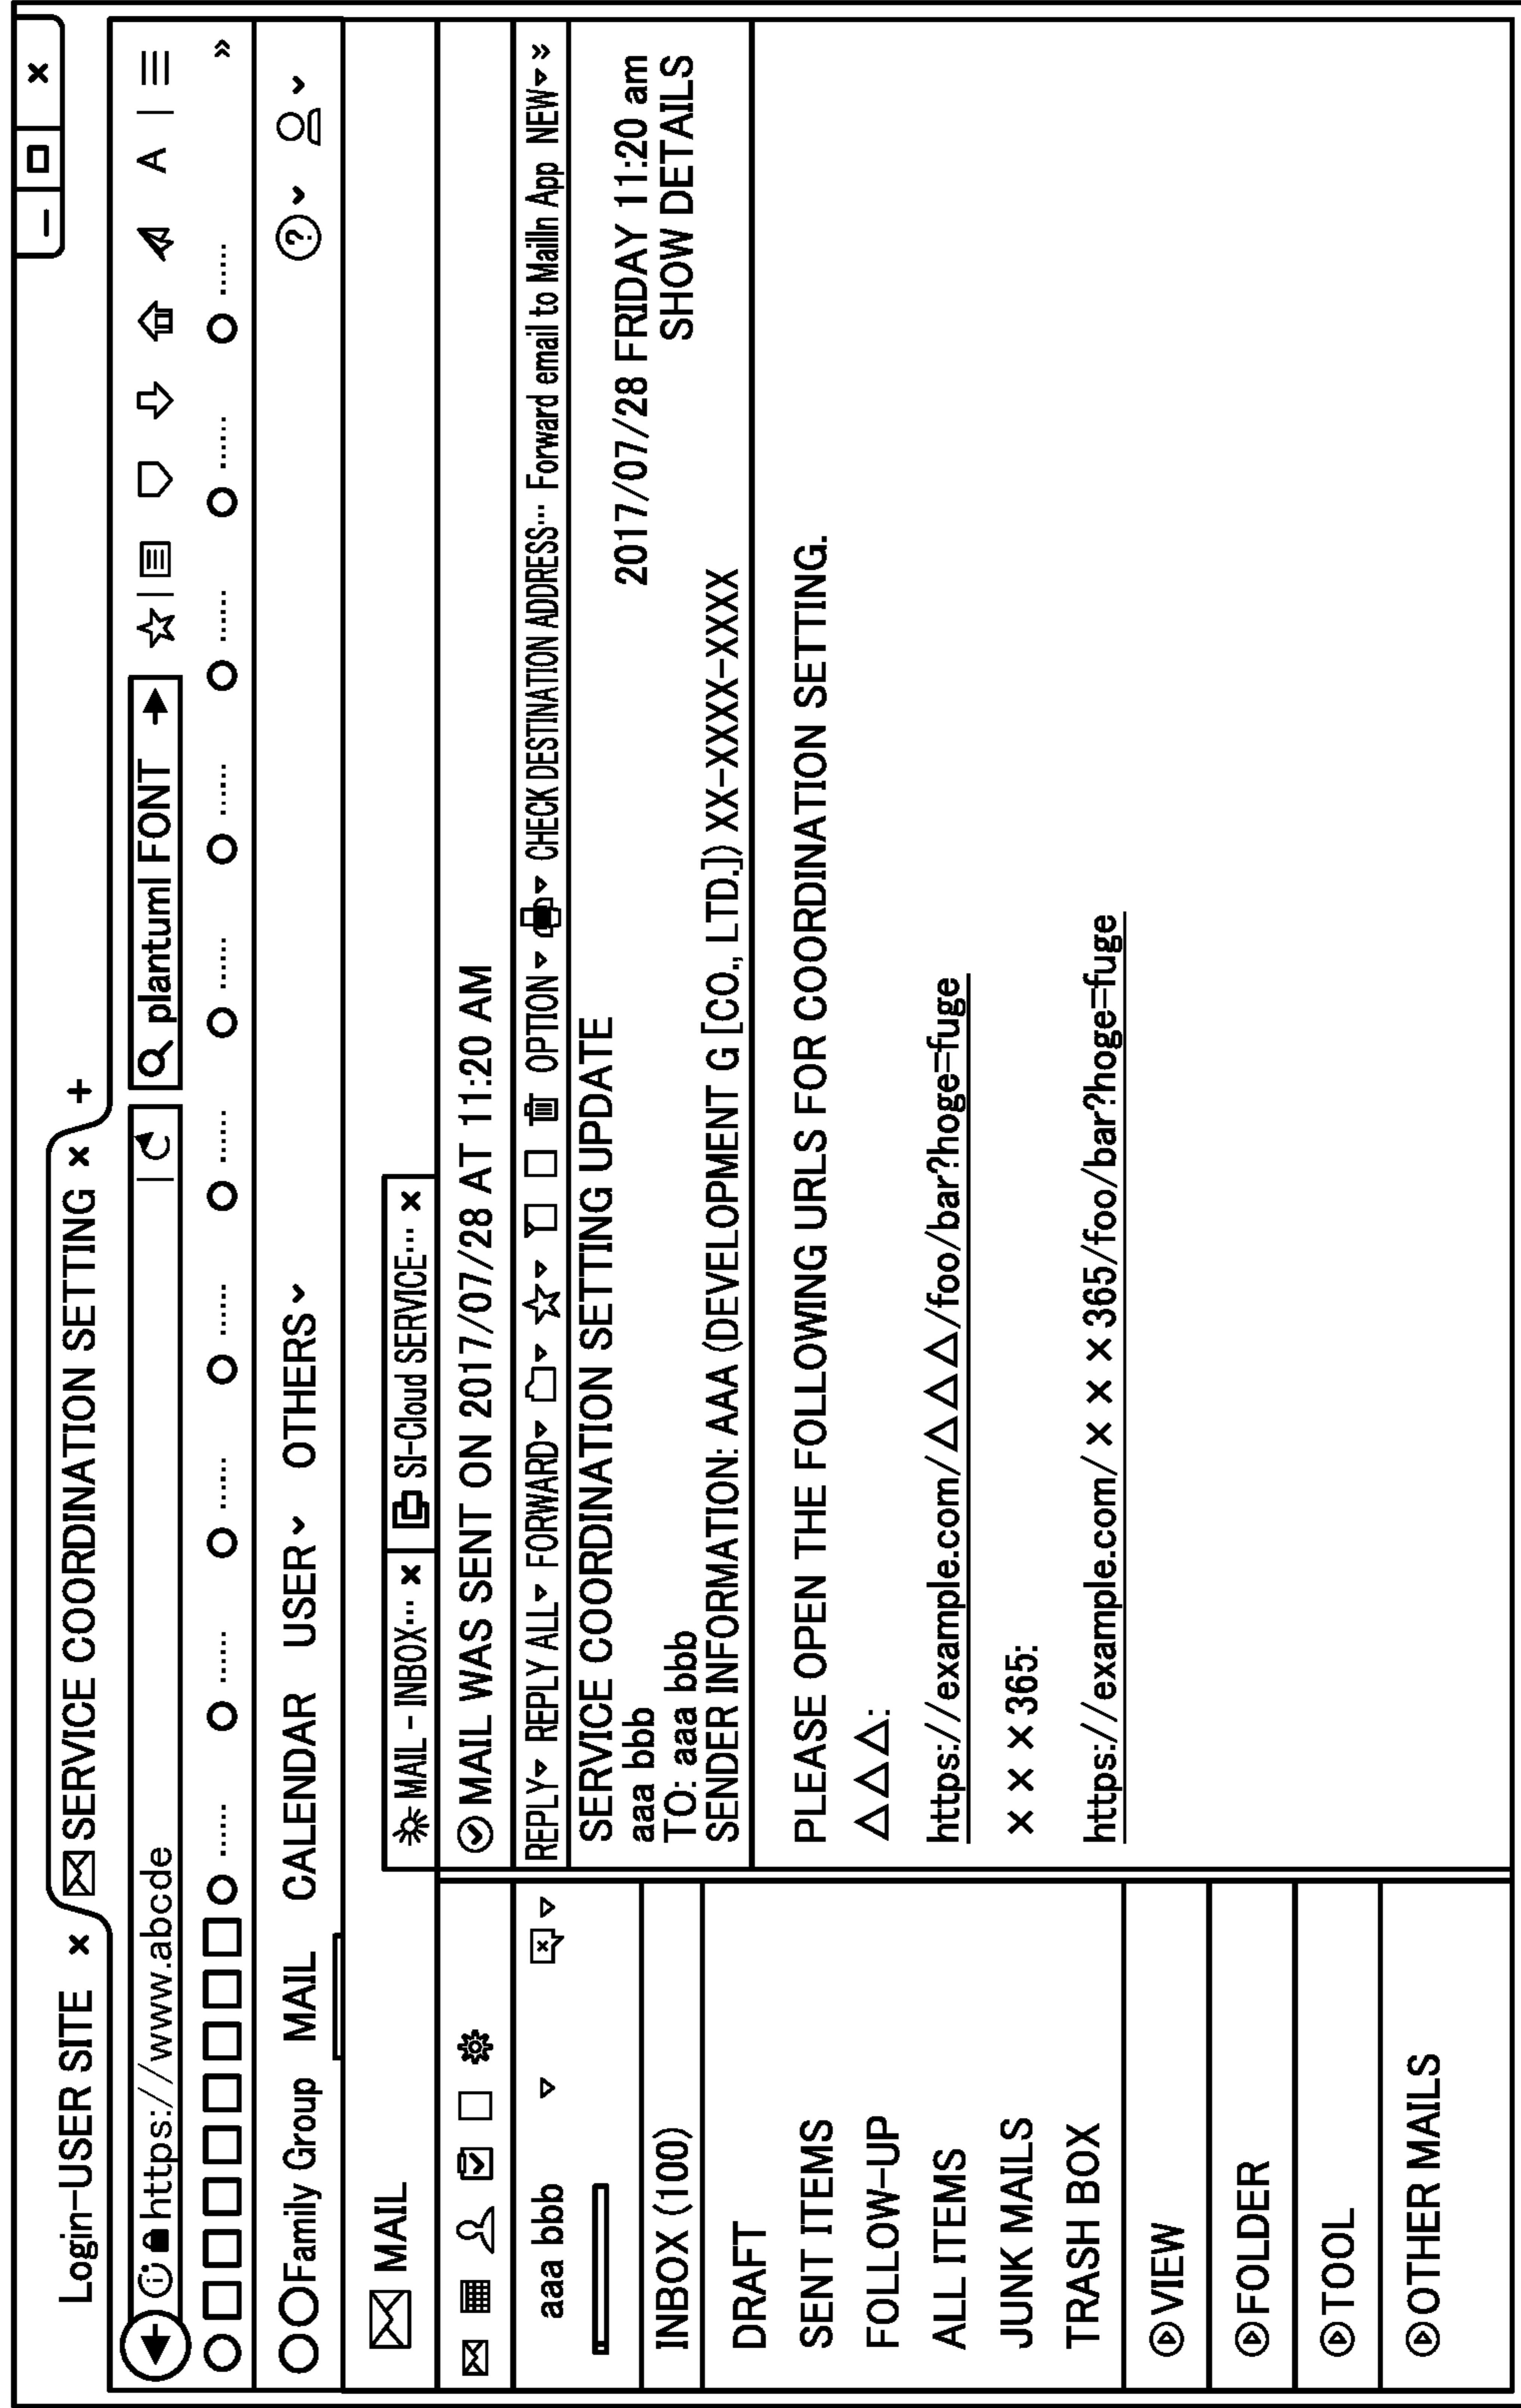 Login-USER SITE × SERVICE COORDINATION SETTING × +
https://www.abcde plantuml FONT
○○Family Group MAIL CALENDAR USER OTHERS
MAIL
MAIL - INBOX… × SI-Cloud SERVICE… ×
MAIL WAS SENT ON 2017/07/28 AT 11:20 AM
REPLY REPLY ALL FORWARD OPTION CHECK DESTINATION ADDRESS… Forward email to MailIn App NEW
aaa bbb
INBOX (100)
DRAFT
SENT ITEMS
FOLLOW-UP
ALL ITEMS
JUNK MAILS
TRASH BOX
VIEW
FOLDER
TOOL
OTHER MAILS
SERVICE COORDINATION SETTING UPDATE
aaa bbb 2017/07/28 FRIDAY 11:20 am
TO: aaa bbb SHOW DETAILS
SENDER INFORMATION: AAA (DEVELOPMENT G [CO., LTD.]) XX-XXXX-XXXX
PLEASE OPEN THE FOLLOWING URLS FOR COORDINATION SETTING.
△△△:
https://example.com/△△△/foo/bar?hoge=fuge
×××365:
https://example.com/×××365/foo/bar?hoge=fuge